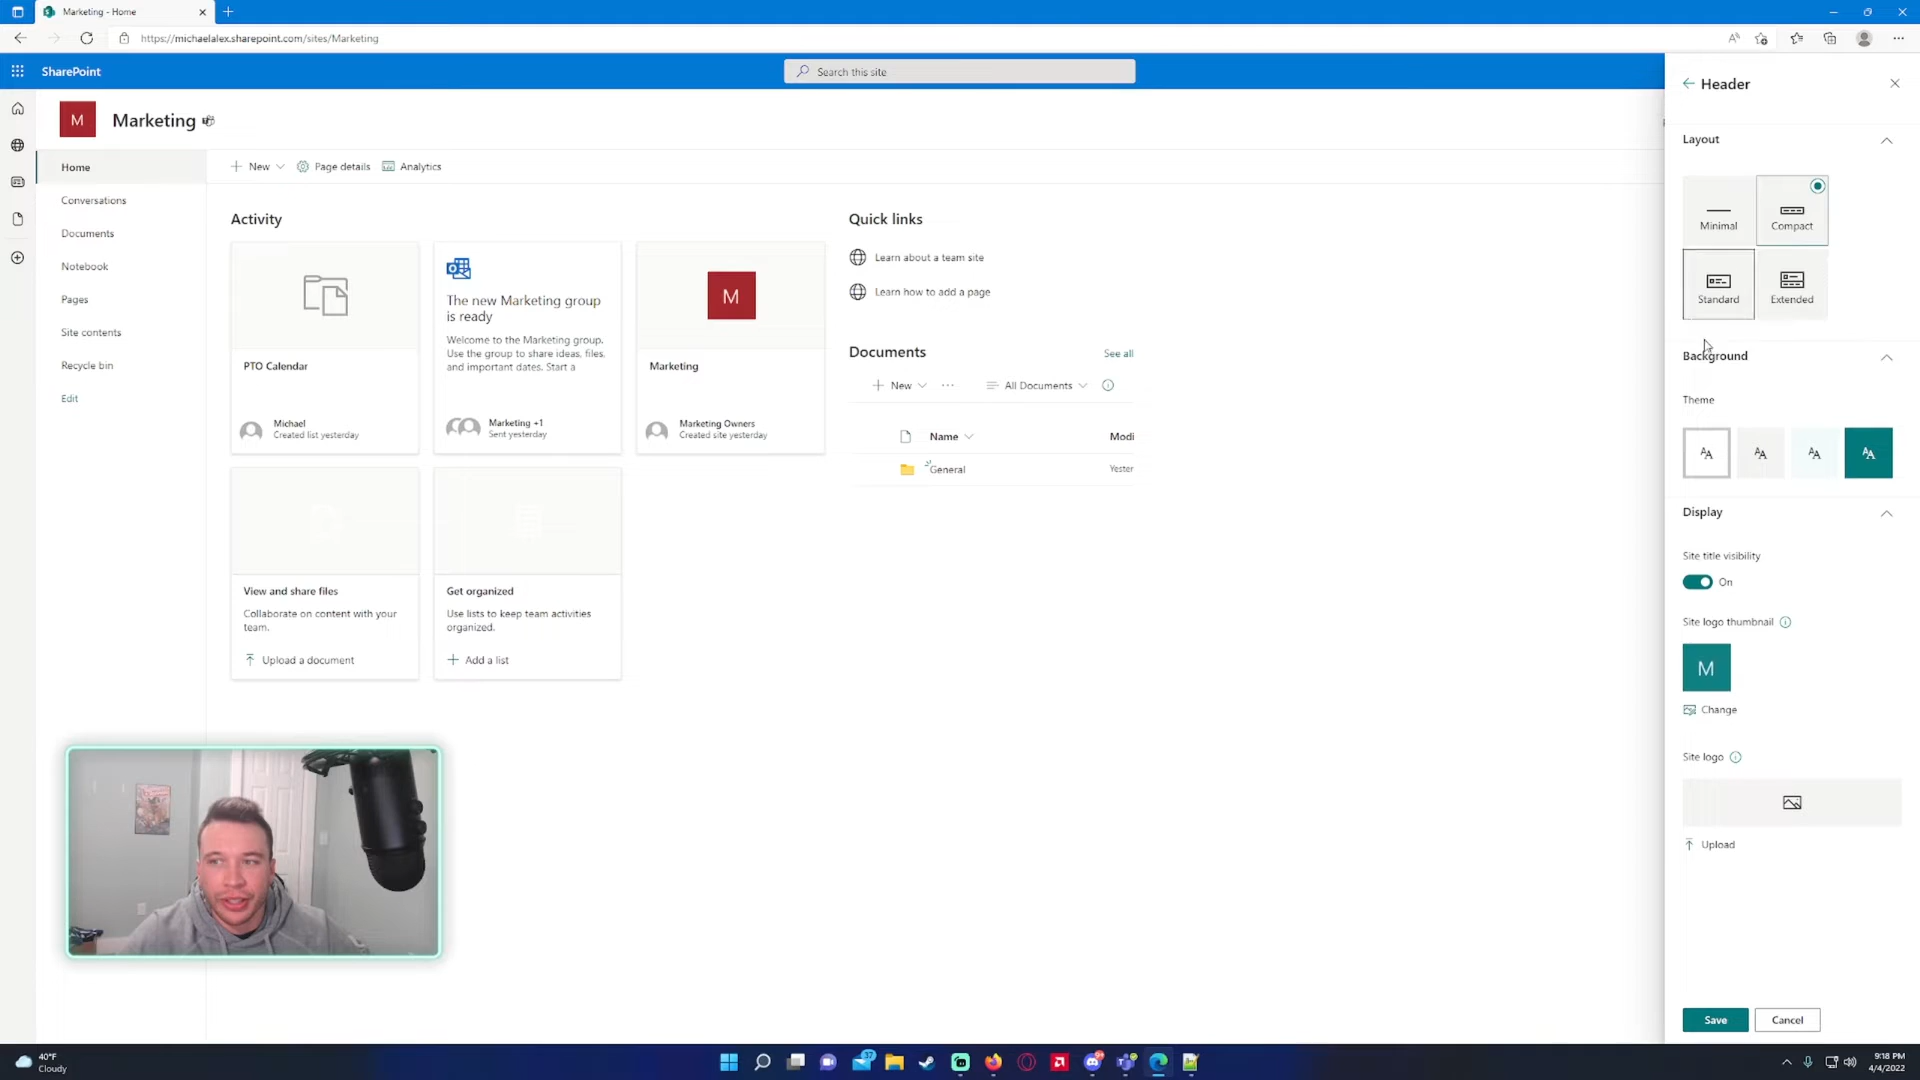 Marketing - Home
https://michaelalex.sharepoint.com/sites/Marketing
SharePoint
Search this site
M
Marketing
Home
Conversations
Documents
Notebook
Pages
Site contents
Recycle bin
Edit
New
Page details
Analytics
Activity
PTO Calendar
Michael
Created list yesterday
The new Marketing group
is ready
Welcome to the Marketing group.
Use the group to share ideas, files,
and important dates. Start a
Marketing +1
Sent yesterday
M
Marketing
Marketing Owners
Created site yesterday
View and share files
Collaborate on content with your
team.
Upload a document
Get organized
Use lists to keep team activities
organized.
Add a list
Quick links
Learn about a team site
Learn how to add a page
Documents
See all
New
All Documents
Name
Modi
General
Yester
Header
Layout
Minimal
Compact
Standard
Extended
Background
Theme
AA
AA
AA
AA
Display
Site title visibility
On
Site logo thumbnail
M
Change
Site logo
Upload
Save
Cancel
40°F
Cloudy
37
9:18 PM
4/4/2022